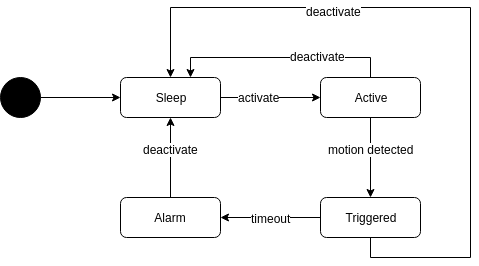 deactivate
deactivate
Sleep
activate
Active
deactivate
motion detected
Alarm
timeout
Triggered